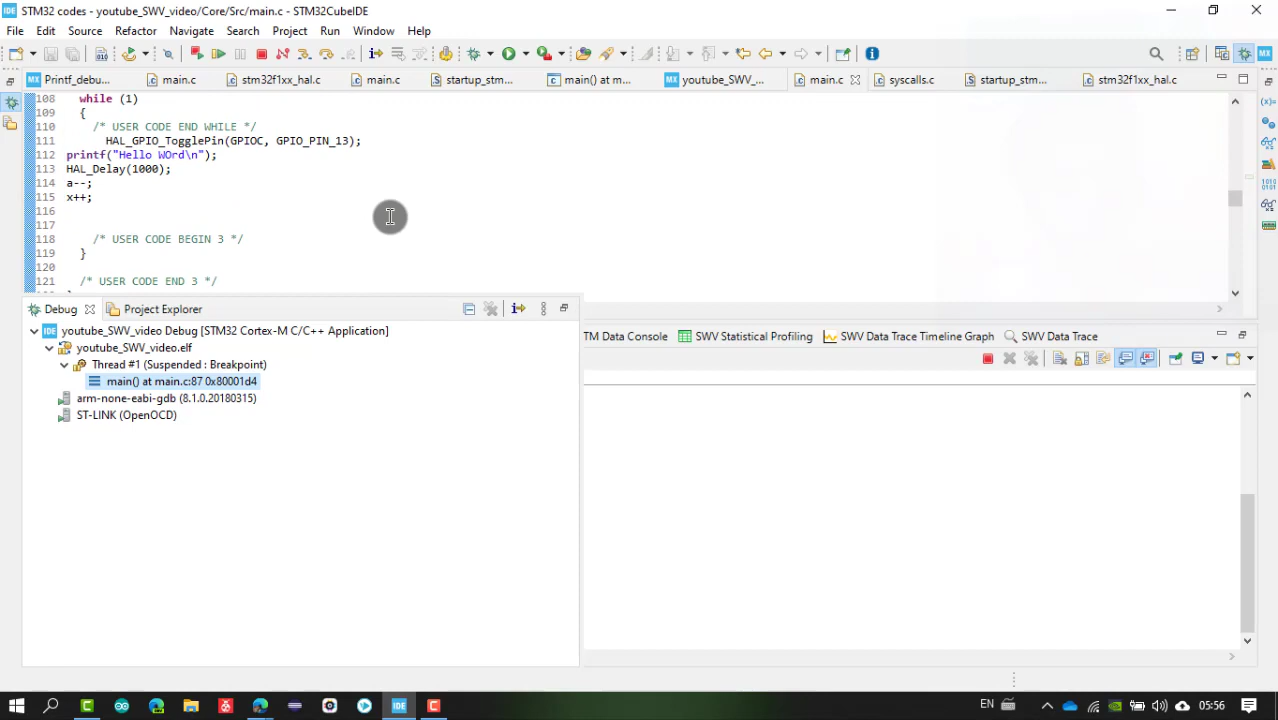 STM32 codes - youtube_SWV_video/Core/Src/main.c - STM32CubeIDE
File Edit Source Refactor Navigate Search Project Run Window Help
Printf_debu... main.c stm32f1xx_hal.c main.c startup_stm... main() at m... youtube_SWV_... main.c syscalls.c startup_stm... stm32f1xx_hal.c
108 while (1)
109 {
110 /* USER CODE END WHILE */
111 HAL_GPIO_TogglePin(GPIOC, GPIO_PIN_13);
112 printf("Hello WOrd\n");
113 HAL_Delay(1000);
114 a--;
115 x++;
116
117
118 /* USER CODE BEGIN 3 */
119 }
120
121 /* USER CODE END 3 */
Debug Project Explorer
TM Data Console SWV Statistical Profiling SWV Data Trace Timeline Graph SWV Data Trace
youtube_SWV_video Debug [STM32 Cortex-M C/C++ Application]
youtube_SWV_video.elf
Thread #1 (Suspended : Breakpoint)
main() at main.c:87 0x80001d4
arm-none-eabi-gdb (8.1.0.20180315)
ST-LINK (OpenOCD)
EN 05:56